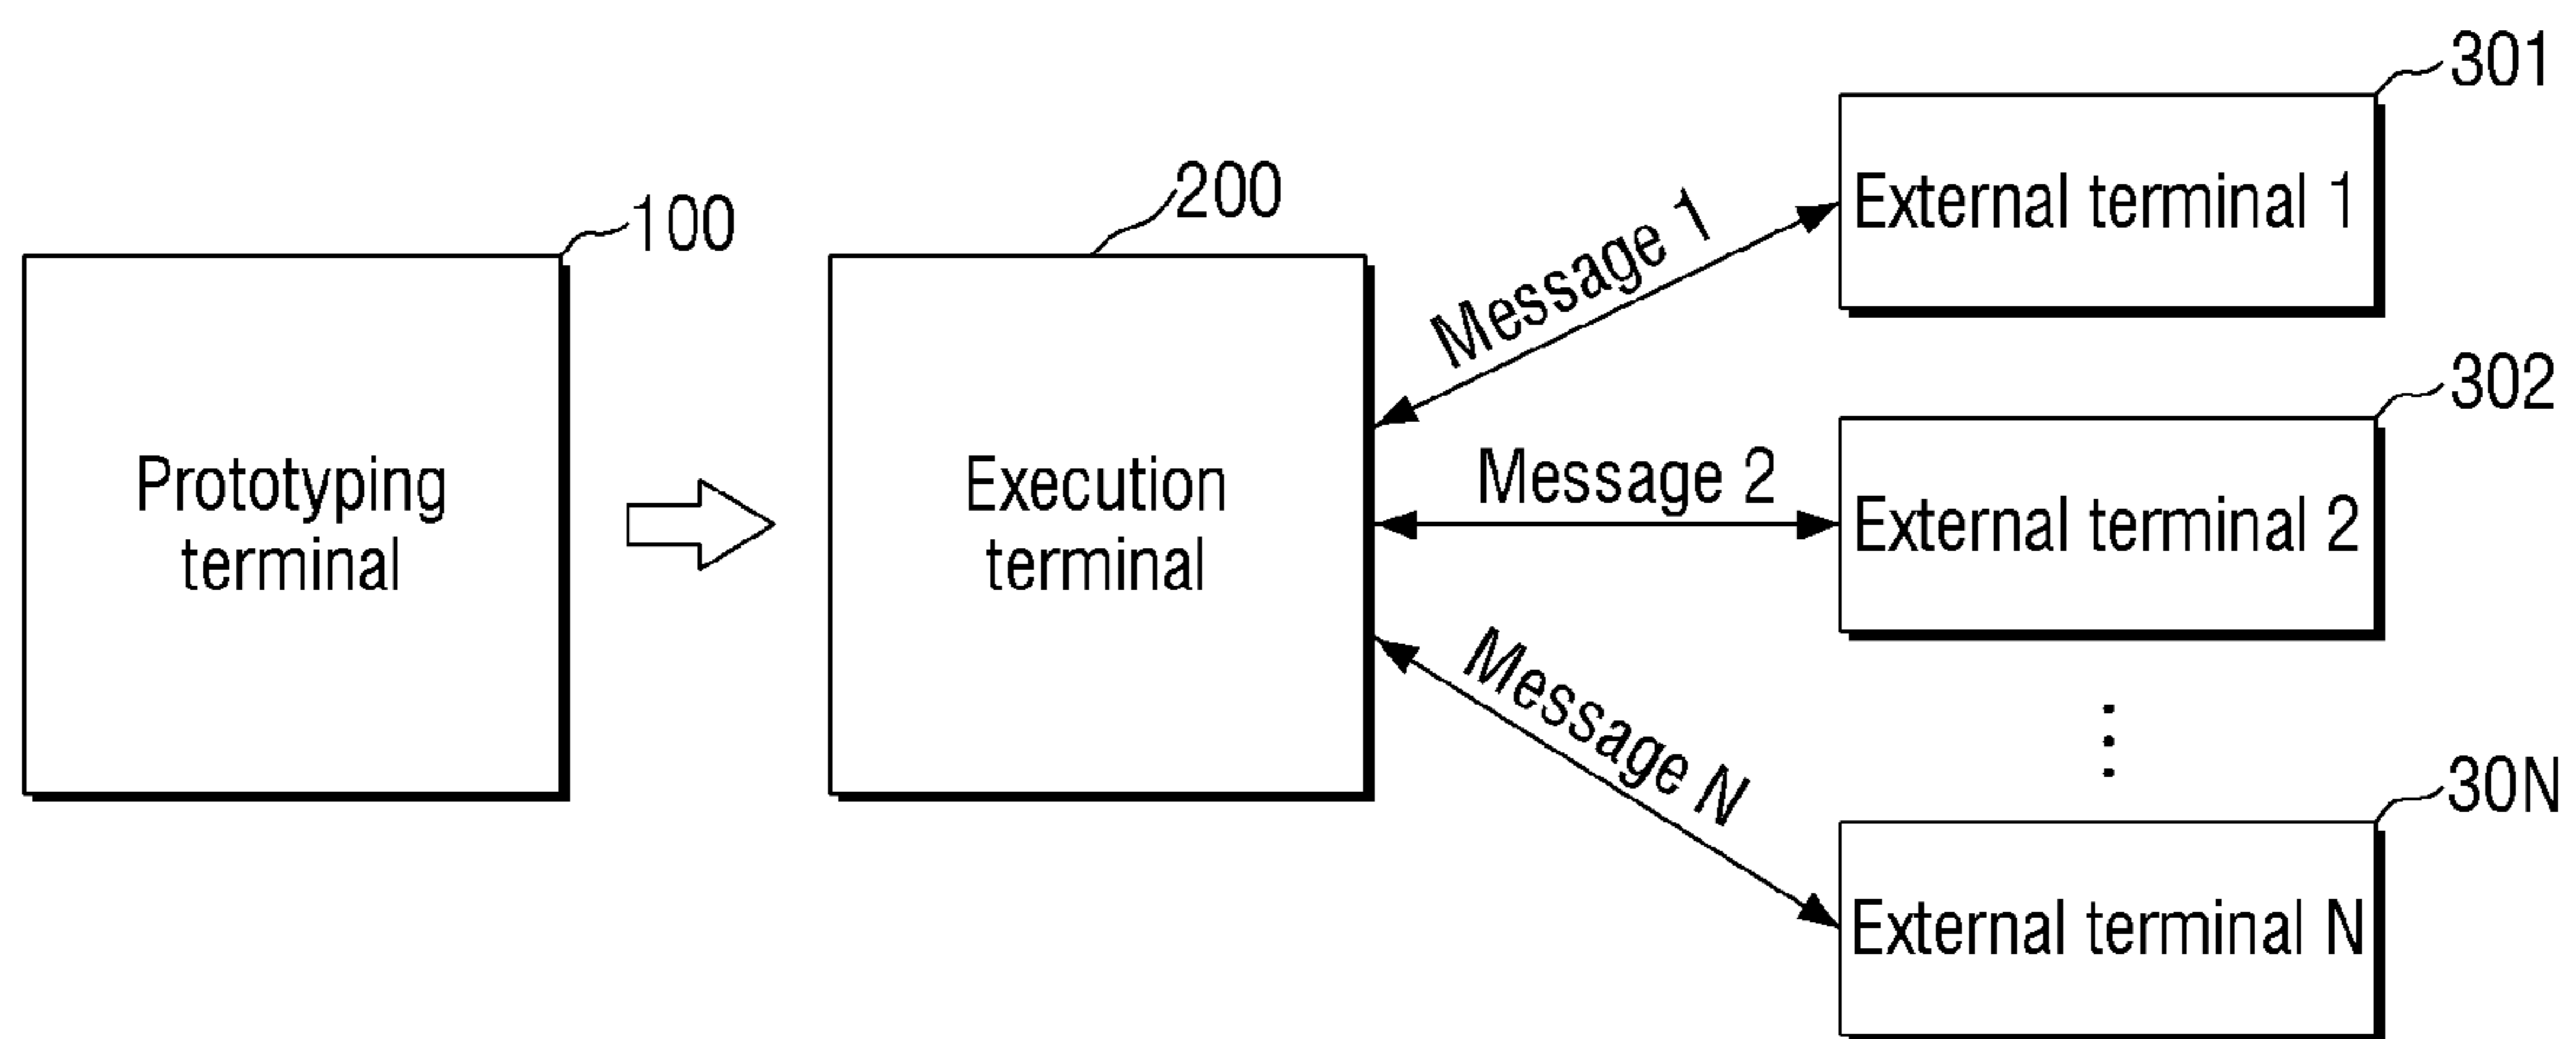 100
Prototyping
terminal
200
Execution
terminal
Message 1
Message 2
Message N
301
External terminal 1
302
External terminal 2
30N
External terminal N